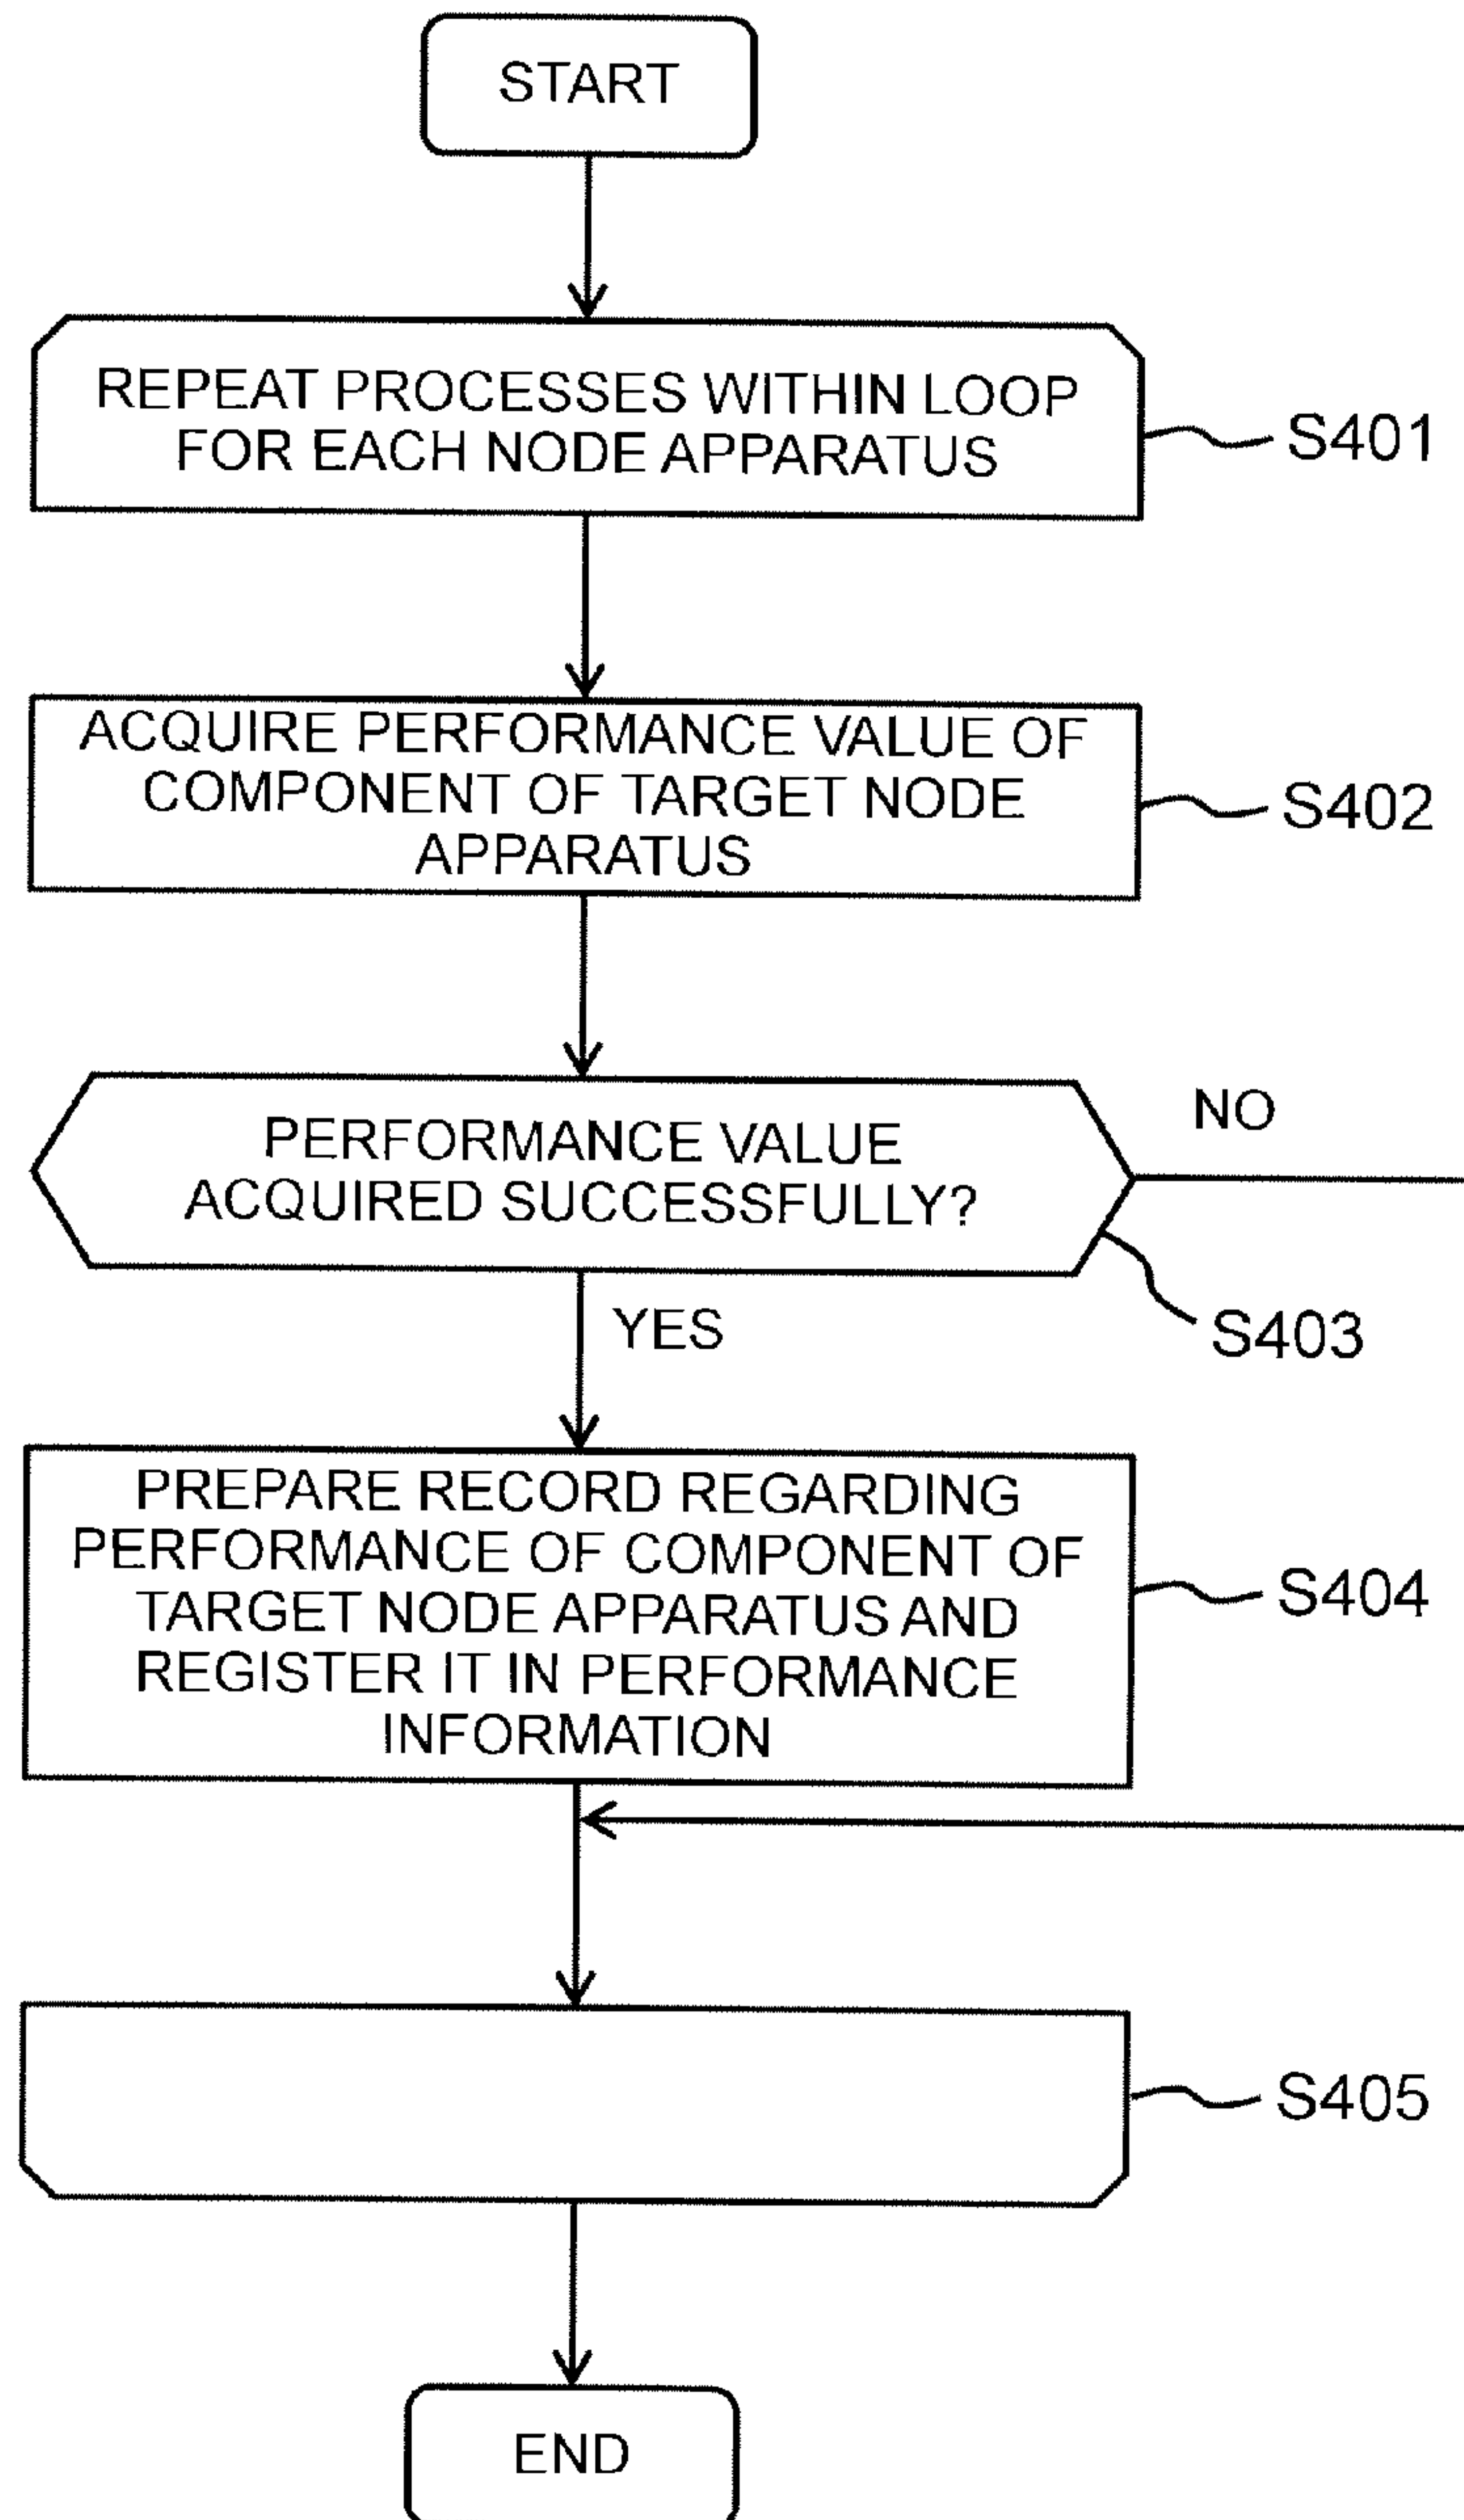 START
REPEAT PROCESSES WITHIN LOOP
FOR EACH NODE APPARATUS
S401
ACQUIRE PERFORMANCE VALUE OF
COMPONENT OF TARGET NODE
APPARATUS
S402
PERFORMANCE VALUE
ACQUIRED SUCCESSFULLY?
NO
S403
YES
PREPARE RECORD REGARDING
PERFORMANCE OF COMPONENT OF
TARGET NODE APPARATUS AND
REGISTER IT IN PERFORMANCE
INFORMATION
S404
S405
END